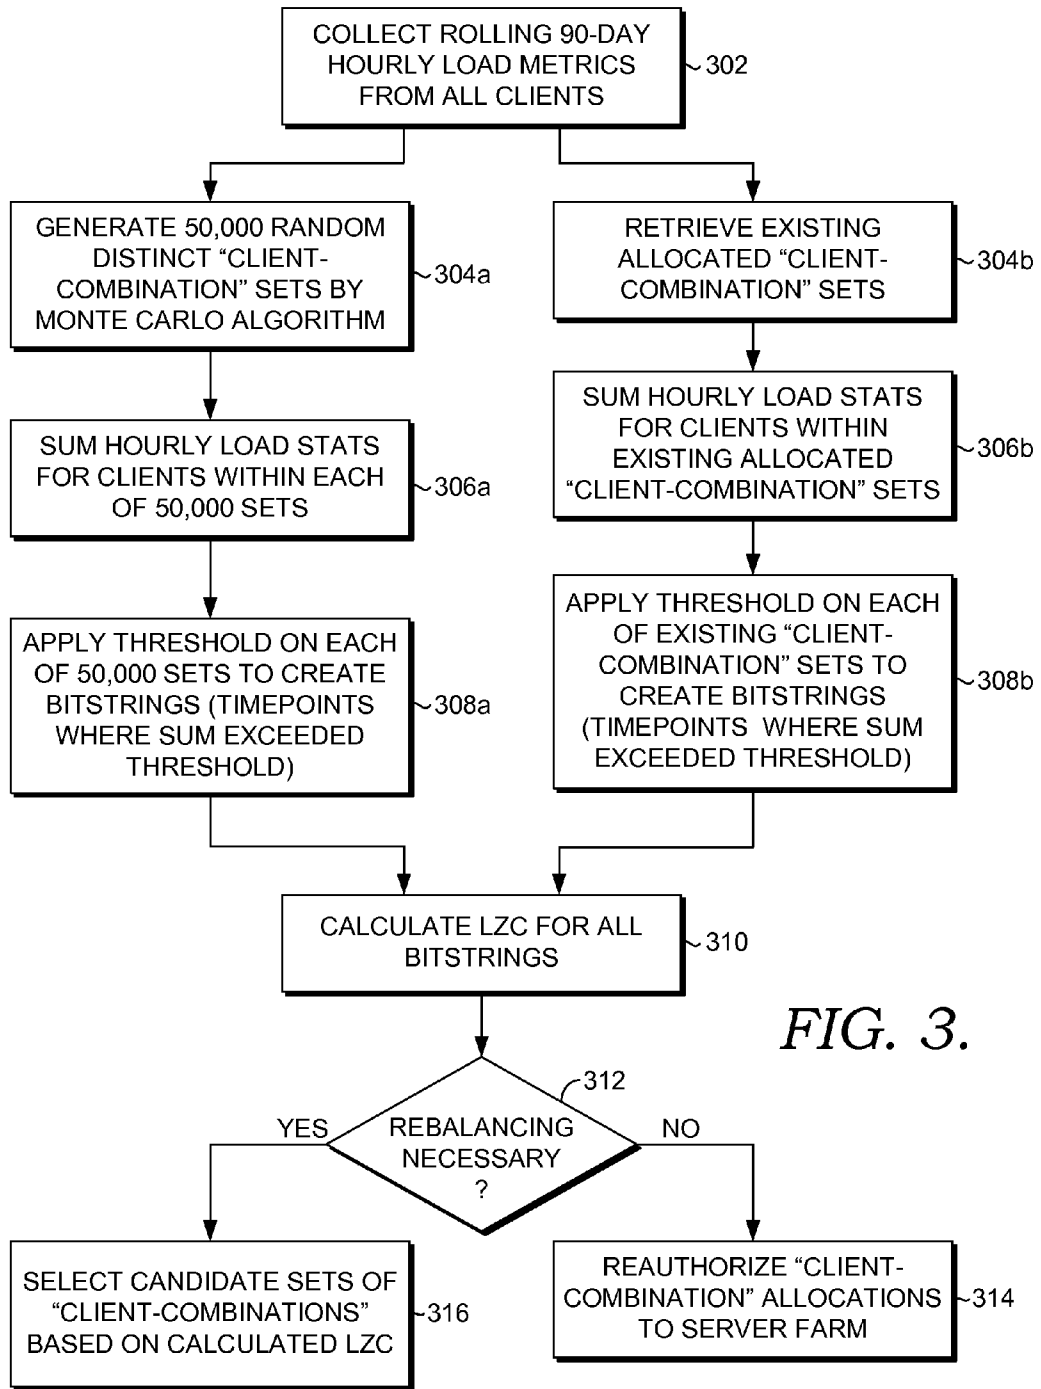 COLLECT ROLLING 90-DAY
HOURLY LOAD METRICS
FROM ALL CLIENTS
302
GENERATE 50,000 RANDOM
DISTINCT “CLIENT-
COMBINATION” SETS BY
MONTE CARLO ALGORITHM
304a
RETRIEVE EXISTING
ALLOCATED “CLIENT-
COMBINATION” SETS
304b
SUM HOURLY LOAD STATS
FOR CLIENTS WITHIN EACH
OF 50,000 SETS
306a
SUM HOURLY LOAD STATS
FOR CLIENTS WITHIN
EXISTING ALLOCATED
“CLIENT-COMBINATION” SETS
306b
APPLY THRESHOLD ON EACH
OF 50,000 SETS TO CREATE
BITSTRINGS (TIMEPOINTS
WHERE SUM EXCEEDED
THRESHOLD)
308a
APPLY THRESHOLD ON EACH
OF EXISTING “CLIENT-
COMBINATION” SETS TO
CREATE BITSTRINGS
(TIMEPOINTS WHERE SUM
EXCEEDED THRESHOLD)
308b
CALCULATE LZC FOR ALL
BITSTRINGS
310
FIG. 3.
312
REBALANCING
NECESSARY
?
YES
NO
SELECT CANDIDATE SETS OF
“CLIENT-COMBINATIONS”
BASED ON CALCULATED LZC
316
REAUTHORIZE “CLIENT-
COMBINATION” ALLOCATIONS
TO SERVER FARM
314